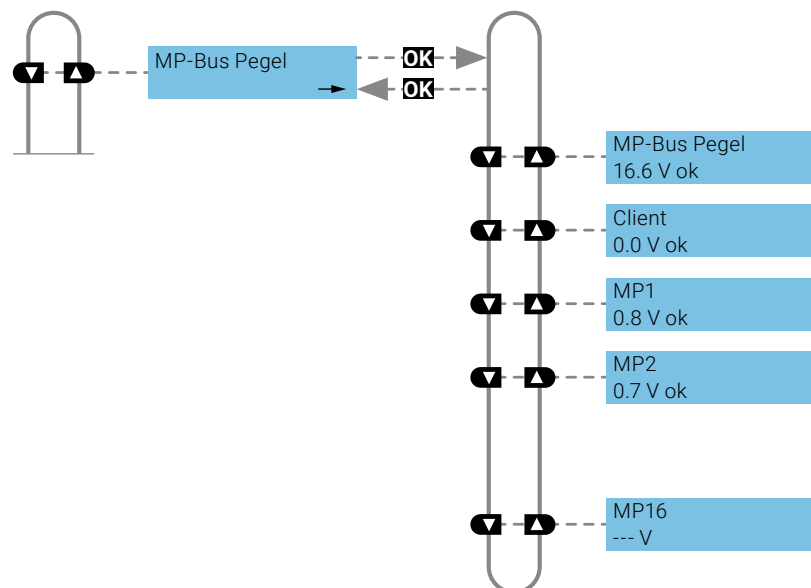 MP-Bus Pegel
OK
OK
MP-Bus Pegel
16.6 V ok
Client
0.0 V ok
MP1
0.8 V ok
MP2
0.7 V ok
MP16
--- V